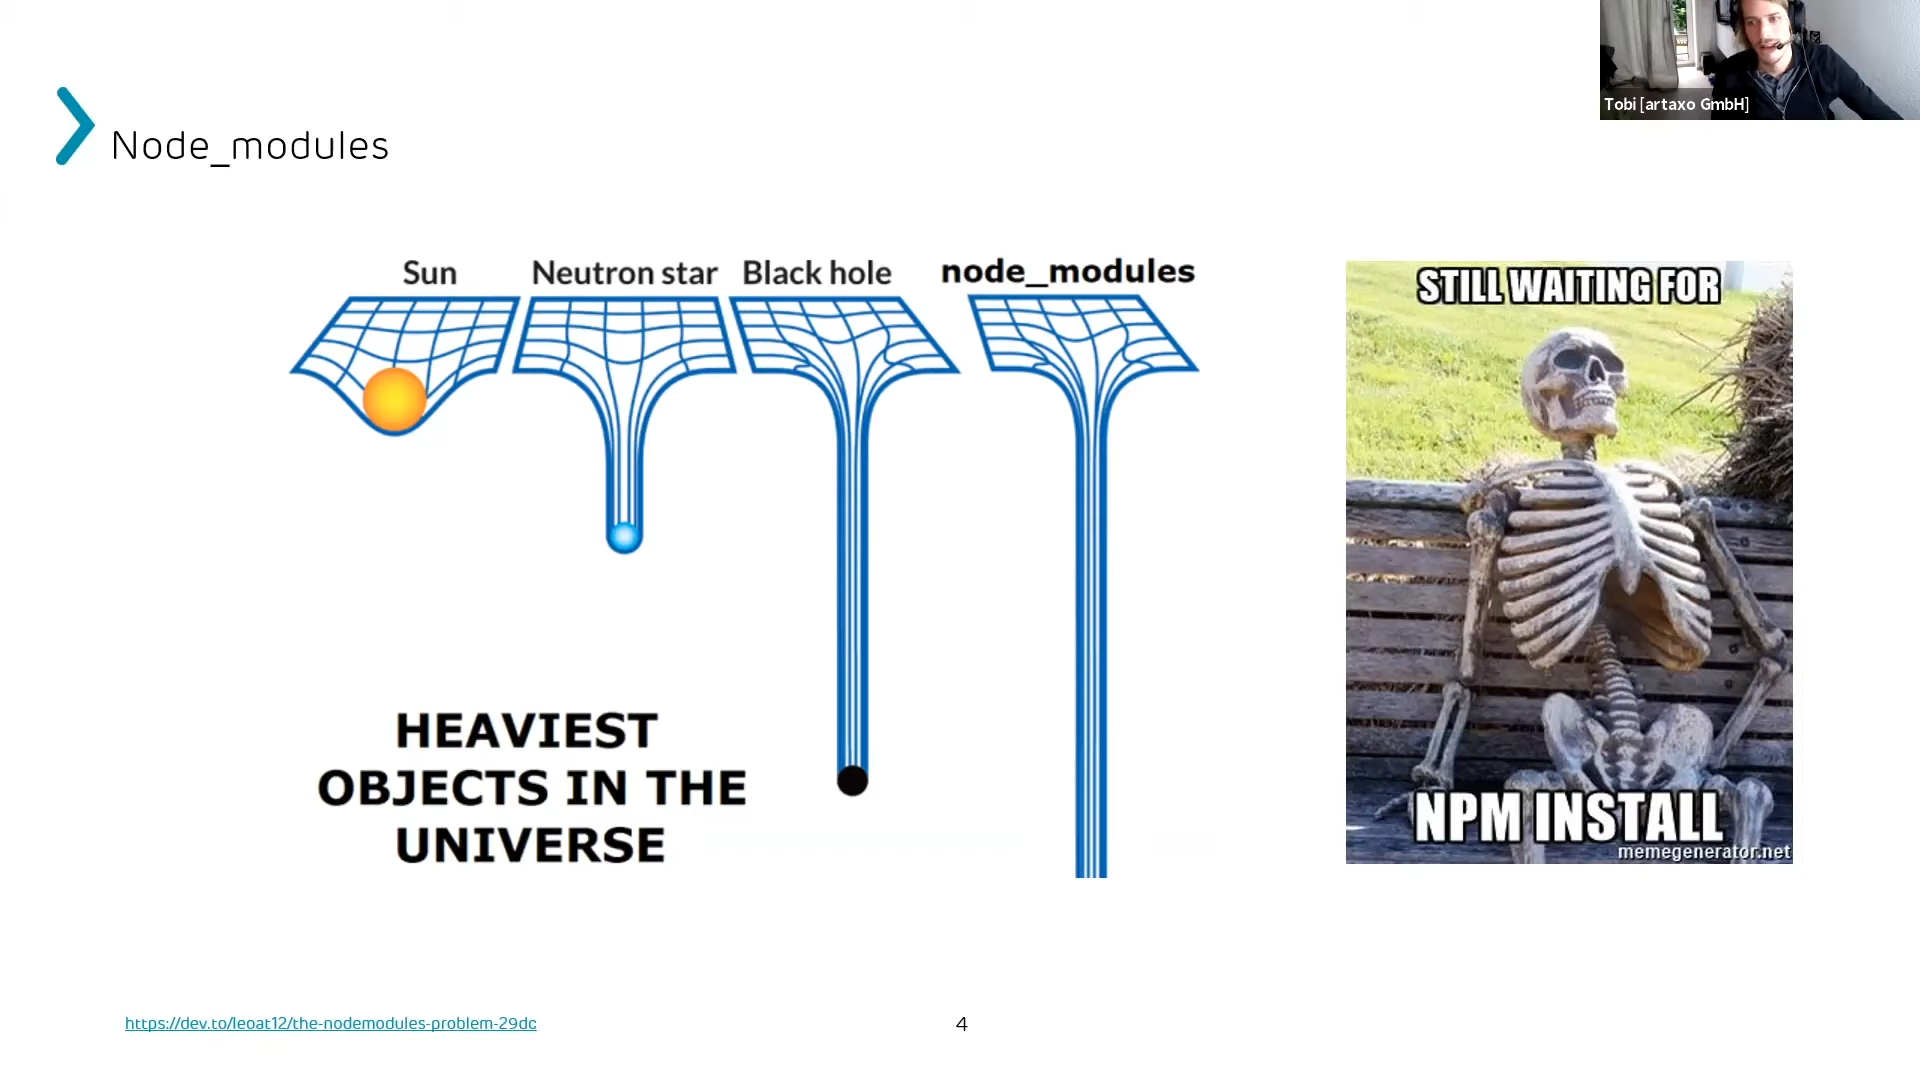 Tobi [artaxo GmbH]
Node_modules
Sun
Neutron star
Black hole
node_modules
HEAVIEST
OBJECTS IN THE
UNIVERSE
STILL WAITING FOR
NPM INSTALL
memegenerator.net
https://dev.to/leoat12/the-nodemodules-problem-29dc
4